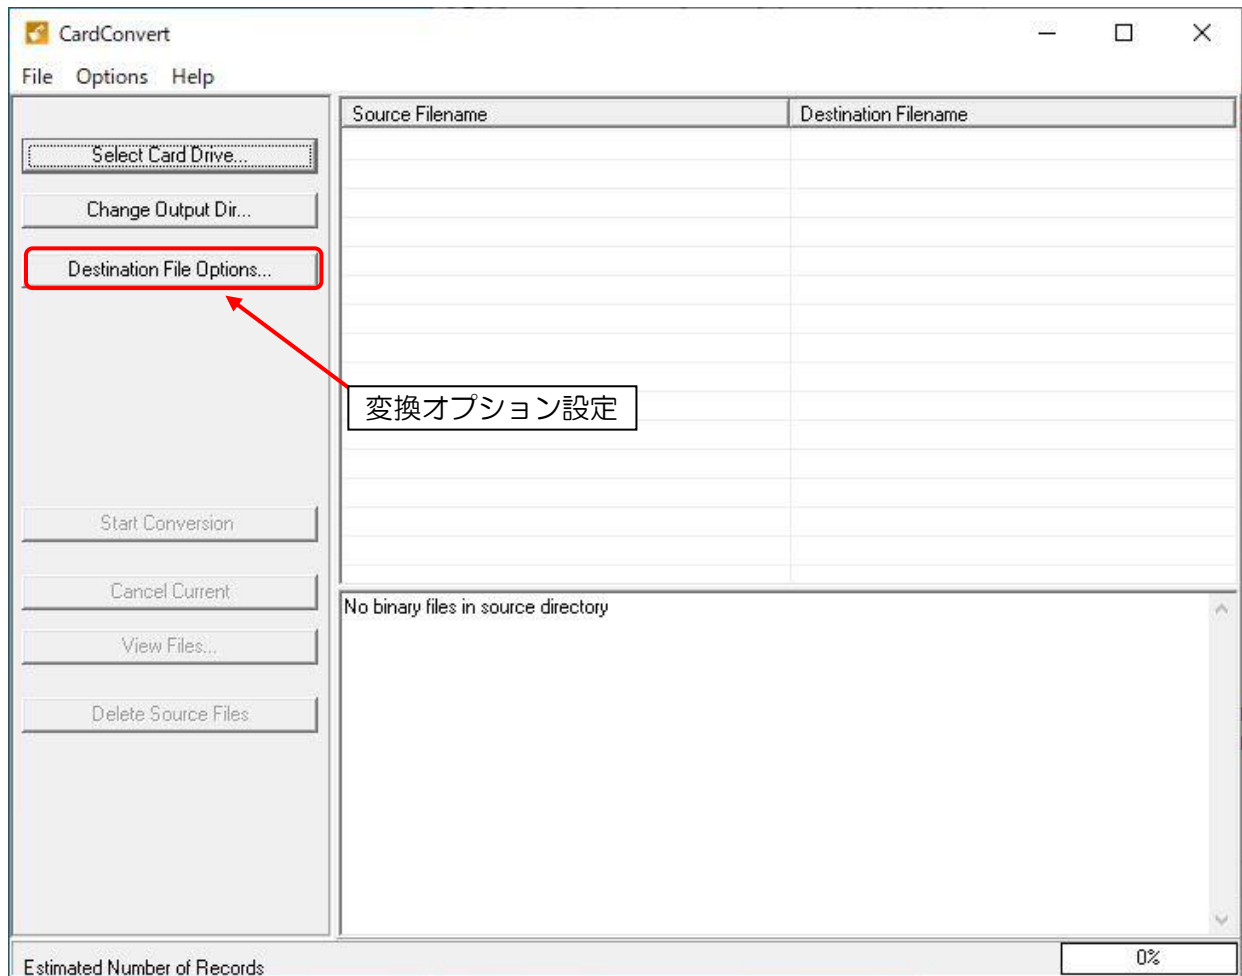 CardConvert
File Options Help
Source Filename Destination Filename
Select Card Drive...
Change Output Dir...
Destination File Options...
変換オプション設定
Start Conversion
Cancel Current
View Files...
Delete Source Files
No binary files in source directory
Estimated Number of Records 0%